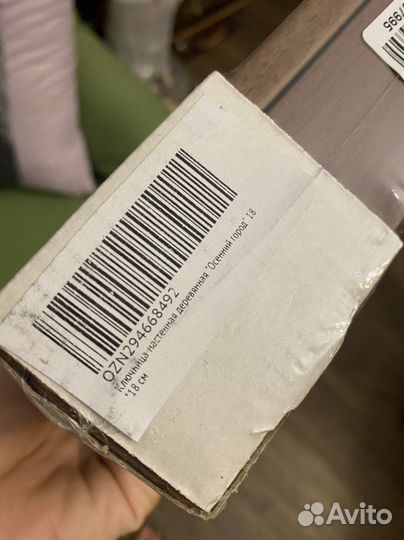 OZN294668492
Ключница настенная деревянная "Осенний город" 18
*18 см
Avito